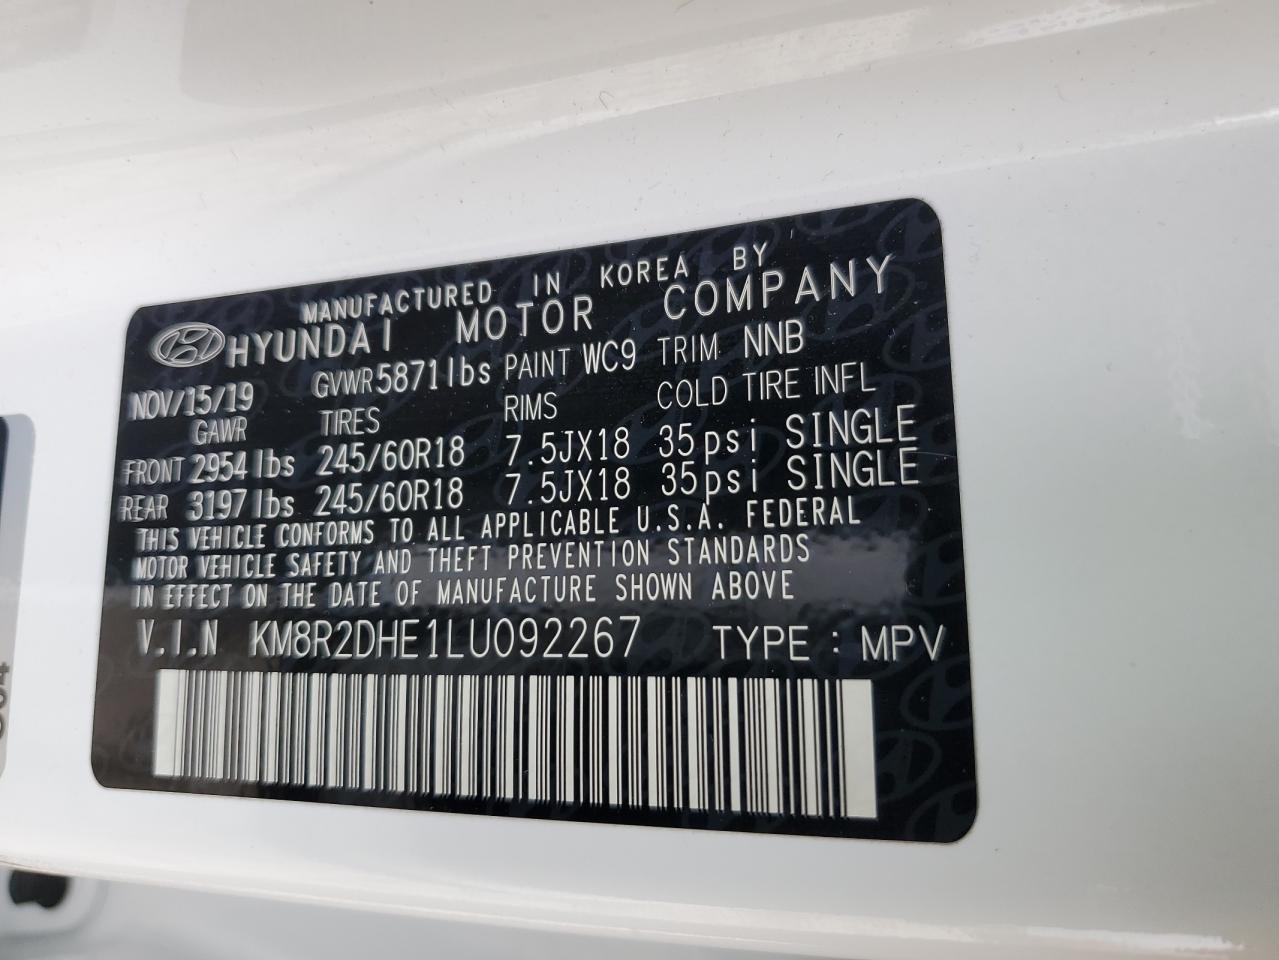 MANUFACTURED IN KOREA BY
HYUNDAI MOTOR COMPANY
NOV/15/19 GVWR 5871lbs PAINT WC9 TRIM NNB
GAWR TIRES RIMS COLD TIRE INFL
FRONT 2954lbs 245/60R18 7.5JX18 35psi SINGLE
REAR 3197lbs 245/60R18 7.5JX18 35psi SINGLE
THIS VEHICLE CONFORMS TO ALL APPLICABLE U.S.A. FEDERAL
MOTOR VEHICLE SAFETY AND THEFT PREVENTION STANDARDS
IN EFFECT ON THE DATE OF MANUFACTURE SHOWN ABOVE
V.I.N KM8R2DHE1LU092267 TYPE : MPV